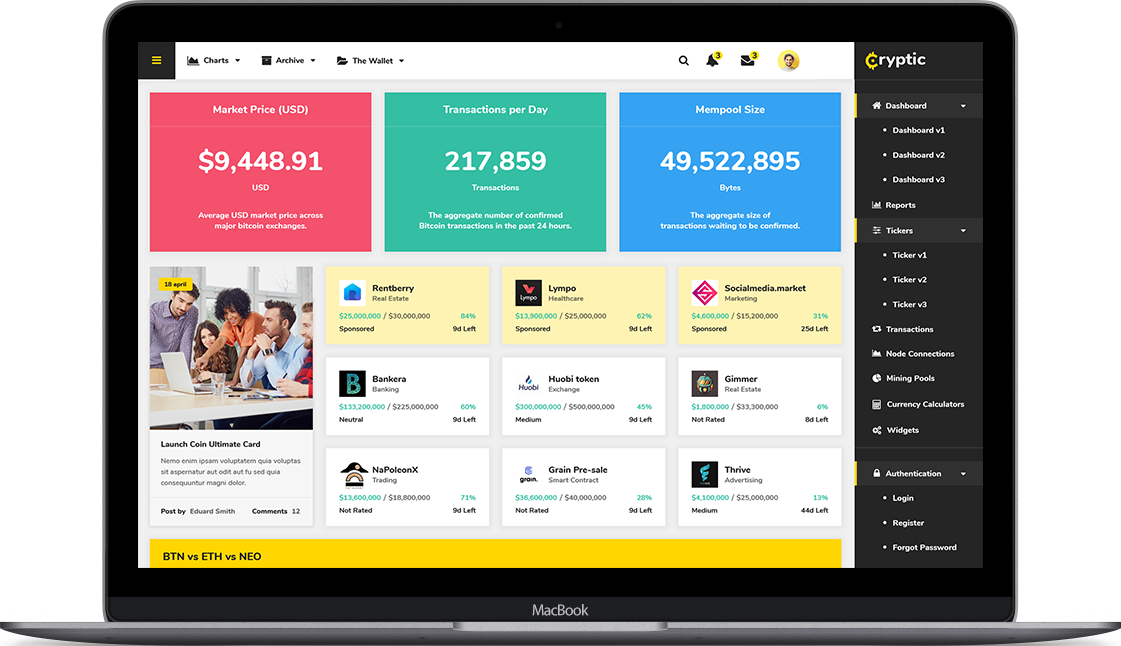 Charts
Archive
The Wallet
3
3
Cryptic
Market Price (USD)
$9,448.91
USD
Average USD market price across
major bitcoin exchanges.
Transactions per Day
217,859
Transactions
The aggregate number of confirmed
Bitcoin transactions in the past 24 hours.
Mempool Size
49,522,895
Bytes
The aggregate size of
transactions waiting to be confirmed.
18 april
Launch Coin Ultimate Card
Nemo enim ipsam voluptatem quia voluptas
sit aspernatur aut odit aut fu sed quia
consequuntur magni dolor.
Post by Eduard Smith Comments 12
Rentberry
Real Estate
$25,000,000 / $30,000,000 84%
Sponsored 9d Left
Lympo
Lympo
Healthcare
$13,900,000 / $25,000,000 62%
Sponsored 9d Left
Socialmedia.market
Marketing
$4,600,000 / $15,200,000 31%
Sponsored 25d Left
Bankera
Banking
$133,200,000 / $225,000,000 60%
Neutral 9d Left
Huobi
Huobi token
Exchange
$300,000,000 / $500,000,000 45%
Medium 9d Left
Gimmer
Real Estate
$1,800,000 / $33,300,000 6%
Not Rated 8d Left
NaPoleonX
Trading
$13,600,000 / $18,800,000 71%
Not Rated 9d Left
grain.
Grain Pre-sale
Smart Contract
$36,600,000 / $40,000,000 28%
Not Rated 9d Left
Thrive
Advertising
$4,100,000 / $25,000,000 13%
Medium 44d Left
BTN vs ETH vs NEO
Dashboard
Dashboard v1
Dashboard v2
Dashboard v3
Reports
Tickers
Ticker v1
Ticker v2
Ticker v3
Transactions
Node Connections
Mining Pools
Currency Calculators
Widgets
Authentication
Login
Register
Forgot Password
MacBook